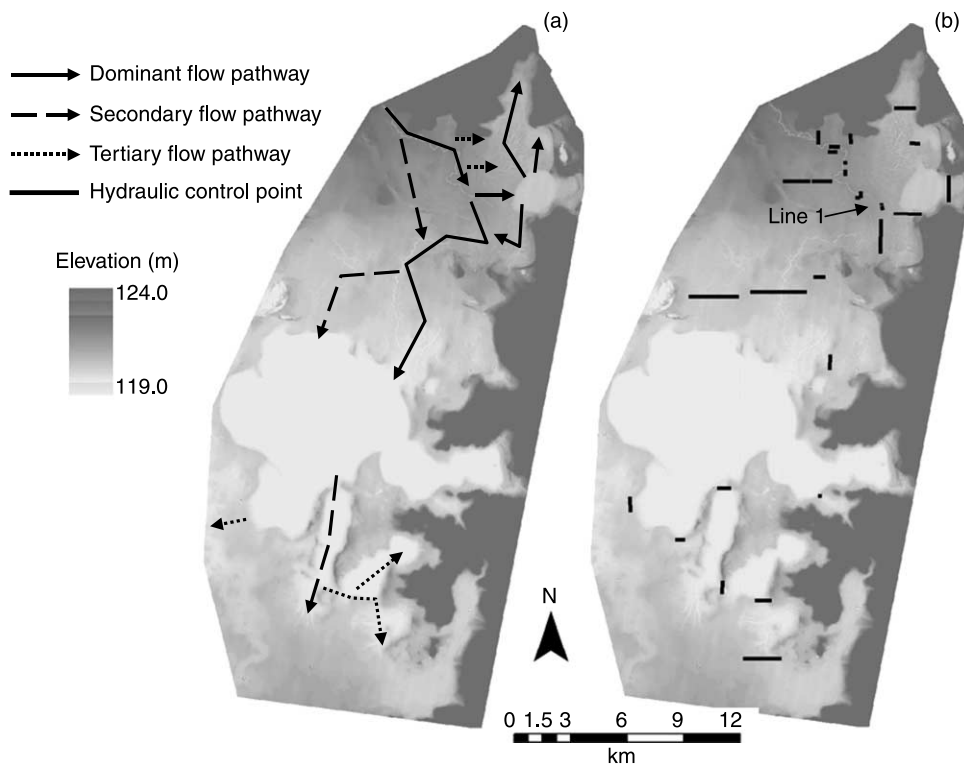 (a)
(b)
Dominant flow pathway
Secondary flow pathway
Tertiary flow pathway
Hydraulic control point
Line 1
Elevation (m)
124.0
119.0
N
0 1.5 3 6 9 12
km